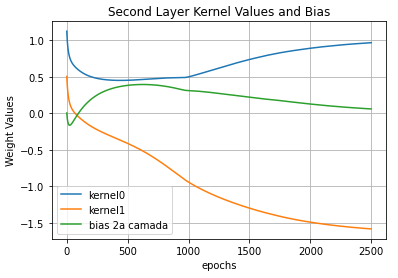 Second Layer Kernel Values and Bias
Weight Values
1.0
0.5
0.0
−0.5
−1.0
−1.5
kernel0
kernel1
bias 2a camada
0 500 1000 1500 2000 2500
epochs